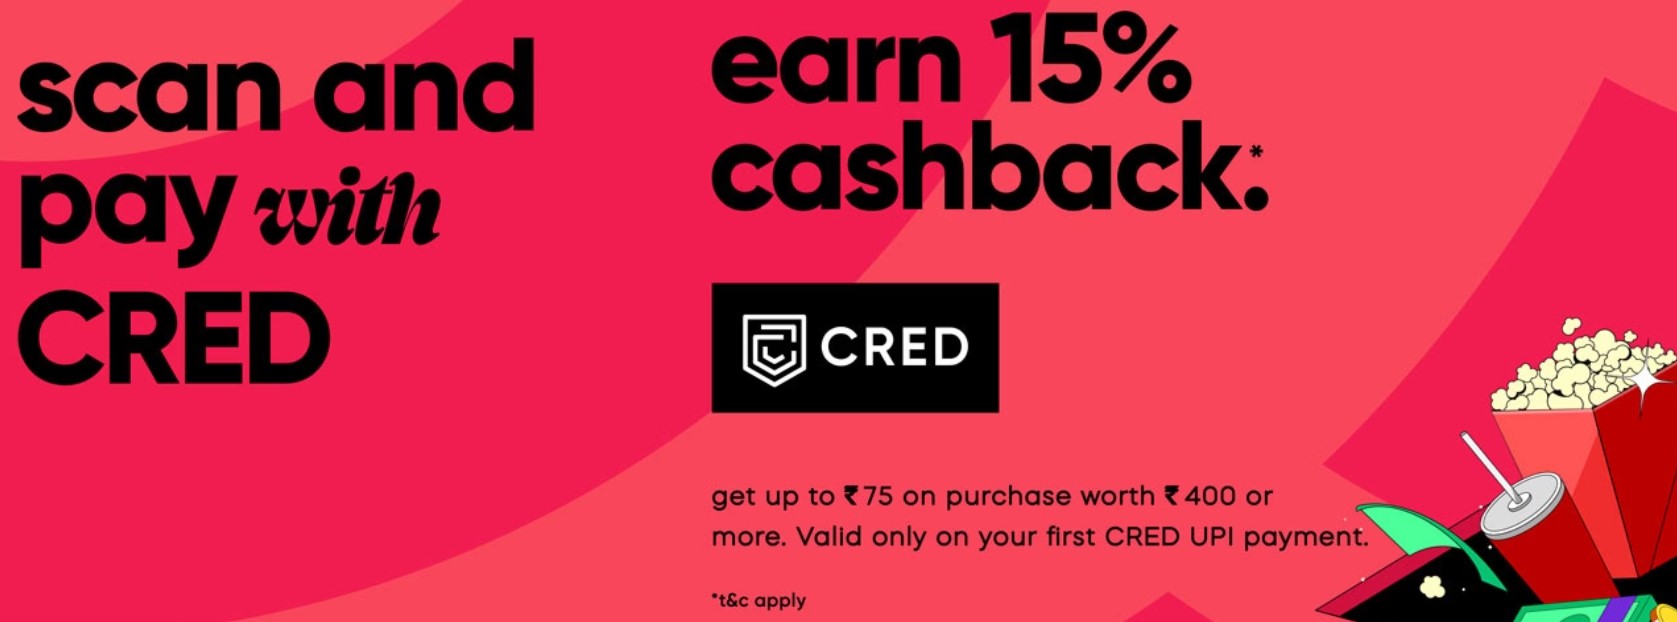 scan and
pay with
CRED
earn 15%
cashback.*
CRED
get up to ₹75 on purchase worth ₹400 or
more. Valid only on your first CRED UPI payment.
*t&c apply